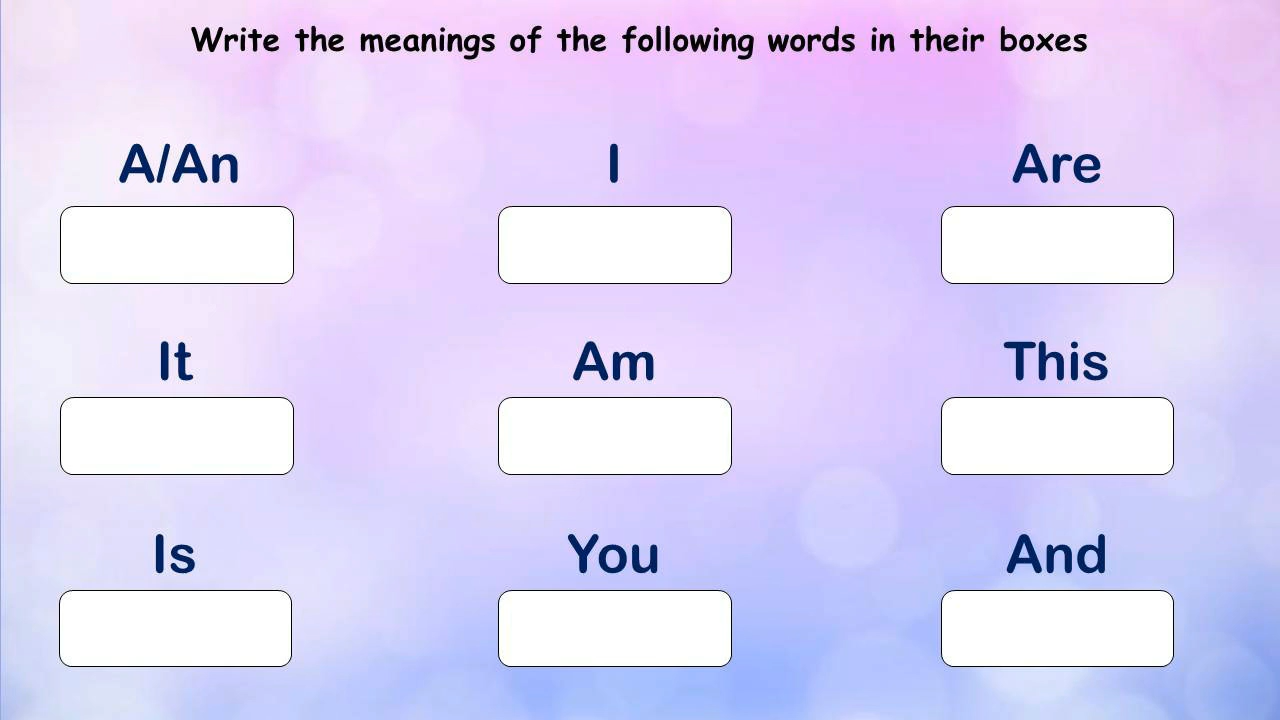 Write the meanings of the following words in their boxes
A/An
I
Are
It
Am
This
Is
You
And